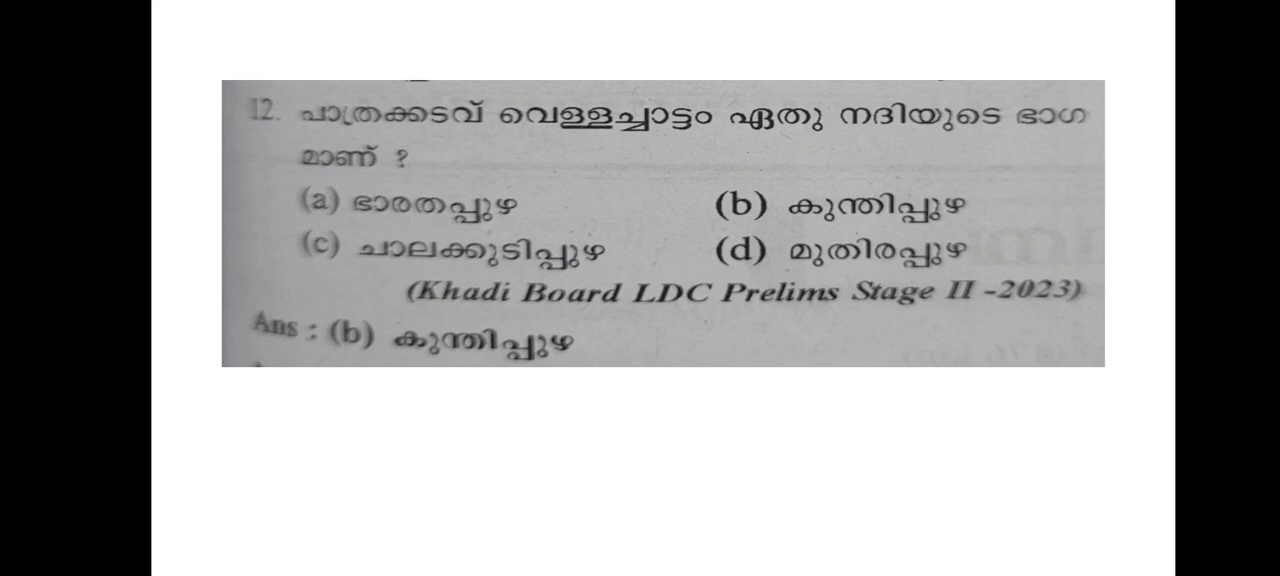 12. പാത്രക്കടവ് വെള്ളച്ചാട്ടം ഏതു നദിയുടെ ഭാഗ
മാണ് ?
(a) ഭാരതപ്പുഴ (b) കുന്തിപ്പുഴ
(c) ചാലക്കുടിപ്പുഴ (d) മുതിരപ്പുഴ
(Khadi Board LDC Prelims Stage II -2023)
Ans : (b) കുന്തിപ്പുഴ